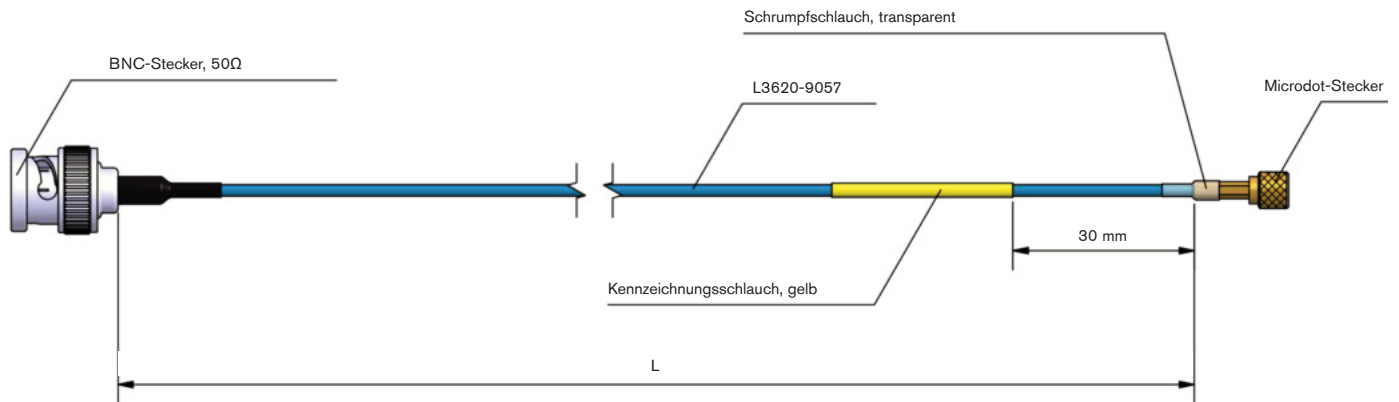 Schrumpfschlauch, transparent
BNC-Stecker, 50Ω
L3620-9057
Microdot-Stecker
30 mm
Kennzeichnungsschlauch, gelb
L